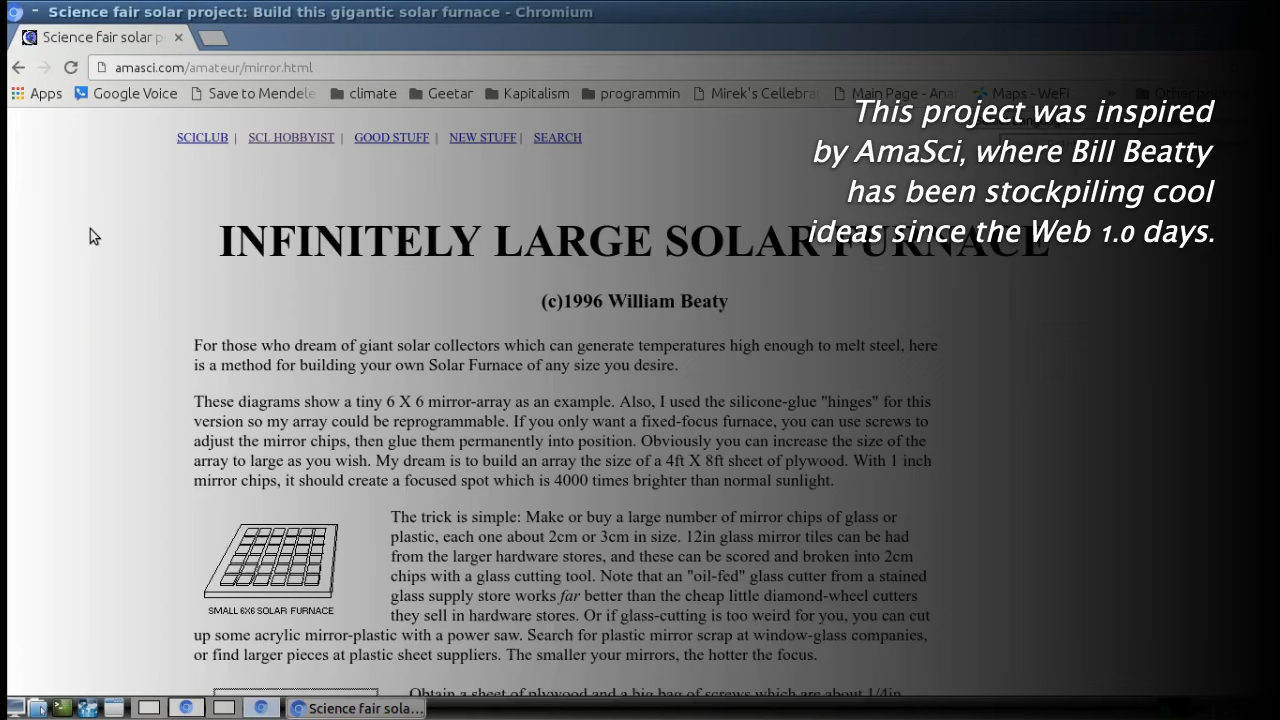 Science fair solar project: Build this gigantic solar furnace - Chromium
Science fair solar p
amasci.com/amateur/mirror.html
Apps Google Voice Save to Mendele climate Geetar Kapitalism programmin Mirek's Cellebra Main Page - Ana Maps - WeFi » Other bookm
This project was inspired
by AmaSci, where Bill Beatty
has been stockpiling cool
ideas since the Web 1.0 days.
SCICLUB | SCI. HOBBYIST | GOOD STUFF | NEW STUFF | SEARCH
INFINITELY LARGE SOLAR FURNACE
(c)1996 William Beaty
For those who dream of giant solar collectors which can generate temperatures high enough to melt steel, here
is a method for building your own Solar Furnace of any size you desire.
These diagrams show a tiny 6 X 6 mirror-array as an example. Also, I used the silicone-glue "hinges" for this
version so my array could be reprogrammable. If you only want a fixed-focus furnace, you can use screws to
adjust the mirror chips, then glue them permanently into position. Obviously you can increase the size of the
array to large as you wish. My dream is to build an array the size of a 4ft X 8ft sheet of plywood. With 1 inch
mirror chips, it should create a focused spot which is 4000 times brighter than normal sunlight.
The trick is simple: Make or buy a large number of mirror chips of glass or
plastic, each one about 2cm or 3cm in size. 12in glass mirror tiles can be had
from the larger hardware stores, and these can be scored and broken into 2cm
chips with a glass cutting tool. Note that an "oil-fed" glass cutter from a stained
glass supply store works far better than the cheap little diamond-wheel cutters
they sell in hardware stores. Or if glass-cutting is too weird for you, you can cut
up some acrylic mirror-plastic with a power saw. Search for plastic mirror scrap at window-glass companies,
or find larger pieces at plastic sheet suppliers. The smaller your mirrors, the hotter the focus.
SMALL 6X6 SOLAR FURNACE
Obtain a sheet of plywood and a big bag of screws which are about 1/4in
Science fair sola...